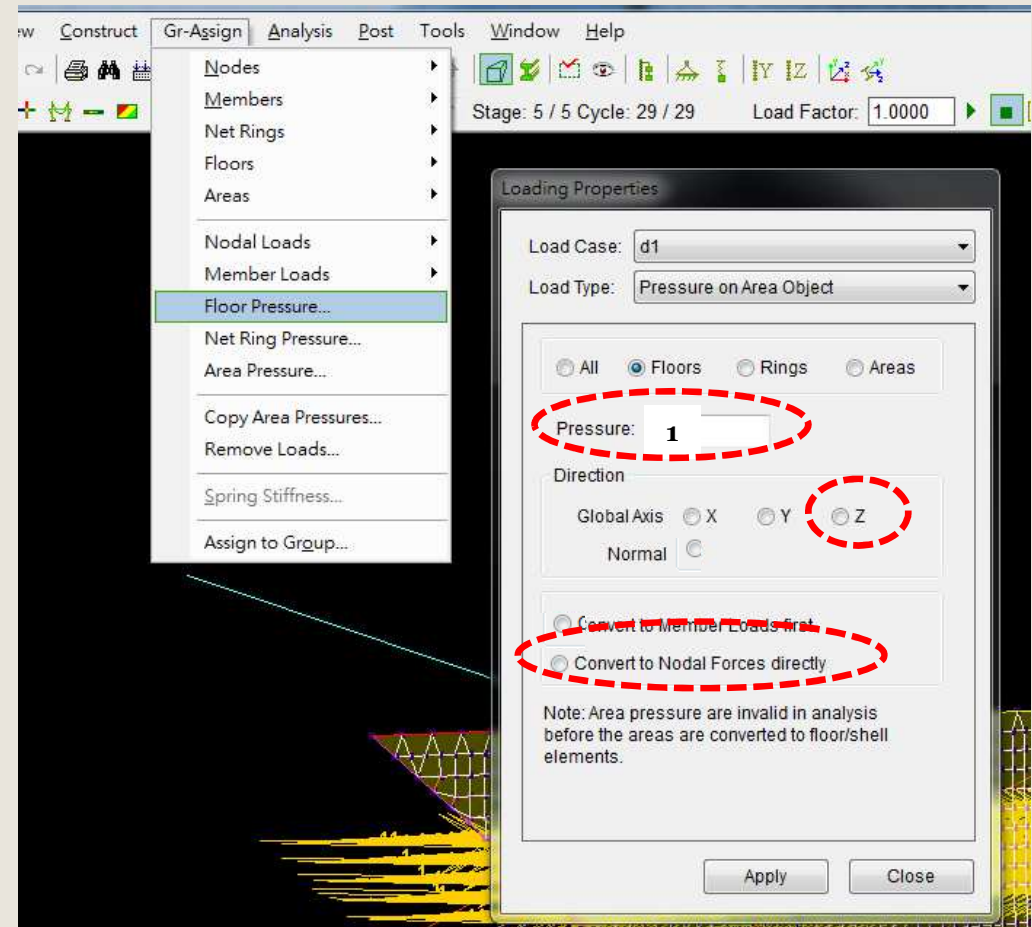 ew Construct Gr-Assign Analysis Post Tools Window Help
Nodes
Members
Net Rings
Floors
Areas
Nodal Loads
Member Loads
Floor Pressure...
Net Ring Pressure...
Area Pressure...
Copy Area Pressures...
Remove Loads...
Spring Stiffness...
Assign to Group...
IY IZ
Stage: 5 / 5 Cycle: 29 / 29 Load Factor: 1.0000
Loading Properties
Load Case: d1
Load Type: Pressure on Area Object
All Floors Rings Areas
Pressure: 1
Direction
Global Axis X Y Z
Normal
Convert to Member Loads first
Convert to Nodal Forces directly
Note: Area pressure are invalid in analysis
before the areas are converted to floor/shell
elements.
Apply Close